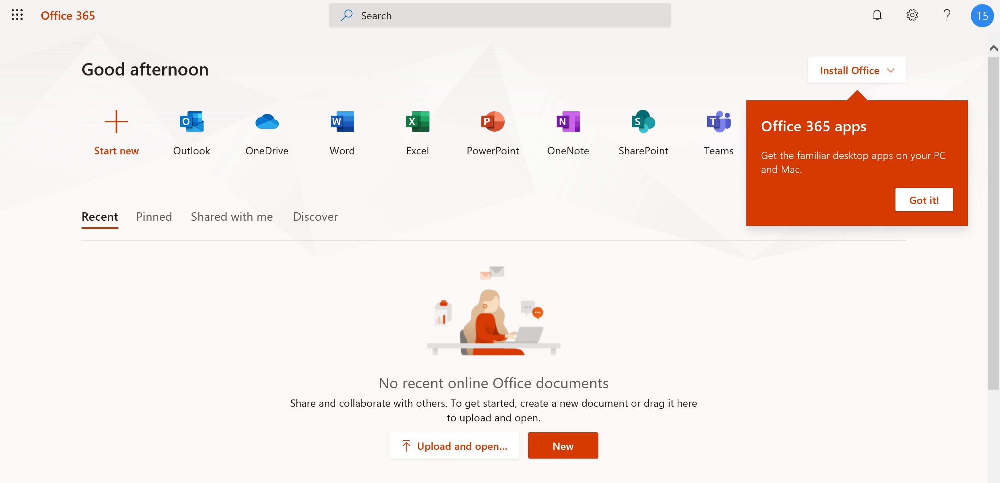 Office 365
Search
T5
Good afternoon
Install Office
Start new
Outlook
OneDrive
Word
Excel
PowerPoint
OneNote
SharePoint
Teams
Office 365 apps
Get the familiar desktop apps on your PC
and Mac.
Got it!
Recent
Pinned
Shared with me
Discover
No recent online Office documents
Share and collaborate with others. To get started, create a new document or drag it here
to upload and open.
Upload and open...
New